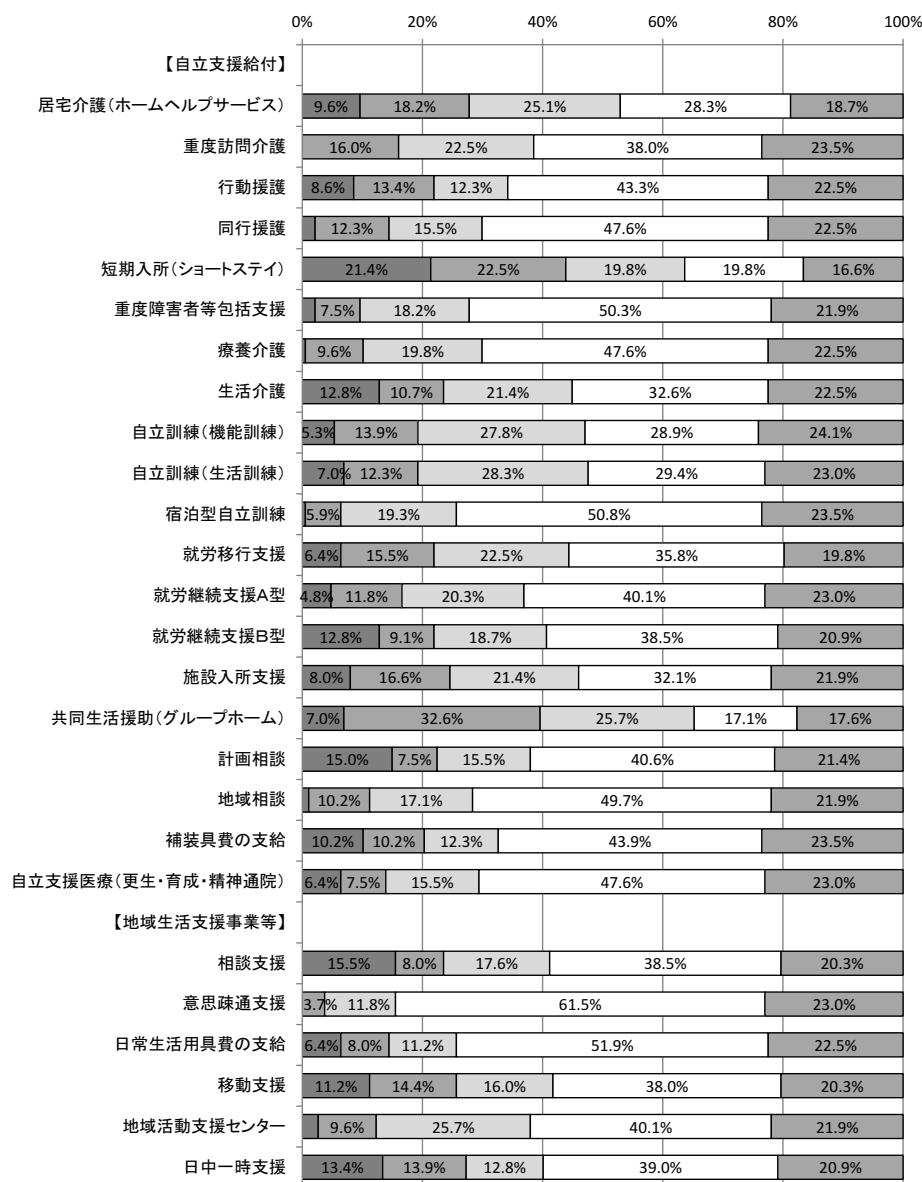 0% 20% 40% 60% 80% 100%
【自立支援給付】
居宅介護（ホームヘルプサービス） 9.6% 18.2% 25.1% 28.3% 18.7%
重度訪問介護 16.0% 22.5% 38.0% 23.5%
行動援護 8.6% 13.4% 12.3% 43.3% 22.5%
同行援護 12.3% 15.5% 47.6% 22.5%
短期入所（ショートステイ） 21.4% 22.5% 19.8% 19.8% 16.6%
重度障害者等包括支援 7.5% 18.2% 50.3% 21.9%
療養介護 9.6% 19.8% 47.6% 22.5%
生活介護 12.8% 10.7% 21.4% 32.6% 22.5%
自立訓練（機能訓練） 5.3% 13.9% 27.8% 28.9% 24.1%
自立訓練（生活訓練） 7.0% 12.3% 28.3% 29.4% 23.0%
宿泊型自立訓練 5.9% 19.3% 50.8% 23.5%
就労移行支援 6.4% 15.5% 22.5% 35.8% 19.8%
就労継続支援A型 4.8% 11.8% 20.3% 40.1% 23.0%
就労継続支援B型 12.8% 9.1% 18.7% 38.5% 20.9%
施設入所支援 8.0% 16.6% 21.4% 32.1% 21.9%
共同生活援助（グループホーム） 7.0% 32.6% 25.7% 17.1% 17.6%
計画相談 15.0% 7.5% 15.5% 40.6% 21.4%
地域相談 10.2% 17.1% 49.7% 21.9%
補装具費の支給 10.2% 10.2% 12.3% 43.9% 23.5%
自立支援医療（更生・育成・精神通院） 6.4% 7.5% 15.5% 47.6% 23.0%
【地域生活支援事業等】
相談支援 15.5% 8.0% 17.6% 38.5% 20.3%
意思疎通支援 3.7% 11.8% 61.5% 23.0%
日常生活用具費の支給 6.4% 8.0% 11.2% 51.9% 22.5%
移動支援 11.2% 14.4% 16.0% 38.0% 20.3%
地域活動支援センター 9.6% 25.7% 40.1% 21.9%
日中一時支援 13.4% 13.9% 12.8% 39.0% 20.9%